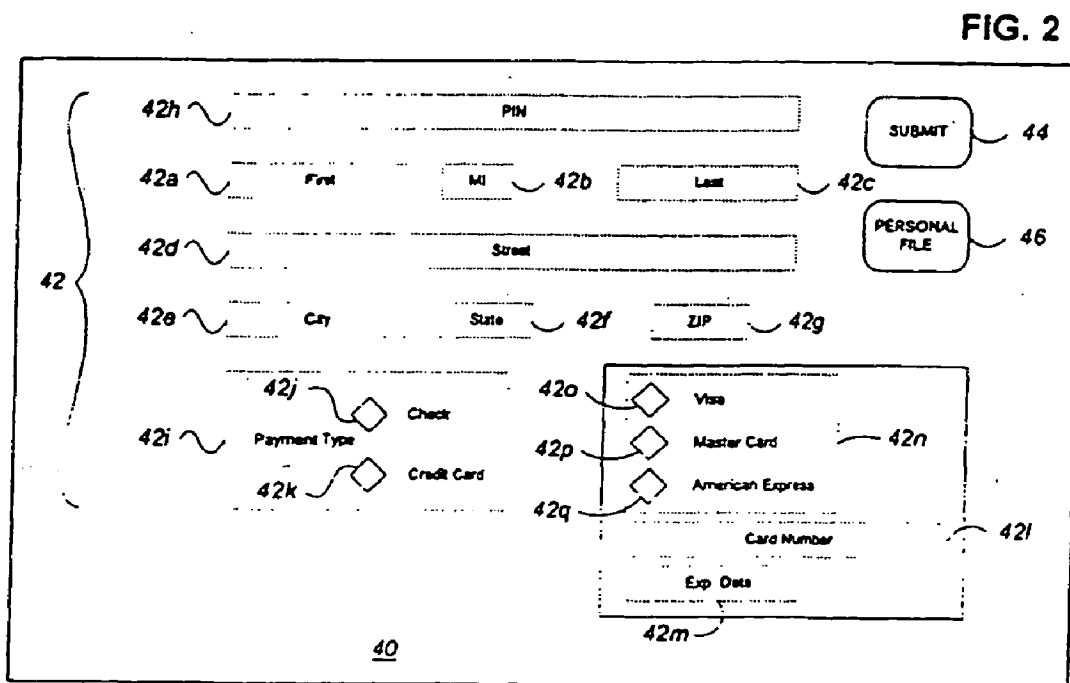 FIG. 2
42h PIN SUBMIT 44
42a First MI 42b Last 42c
42d Street PERSONAL FILE 46
42
42e City State 42f ZIP 42g
42j Check 42o Visa
42i Payment Type 42p Master Card 42n
42k Credit Card 42q American Express
Card Number 42l
Exp Date
42m
40